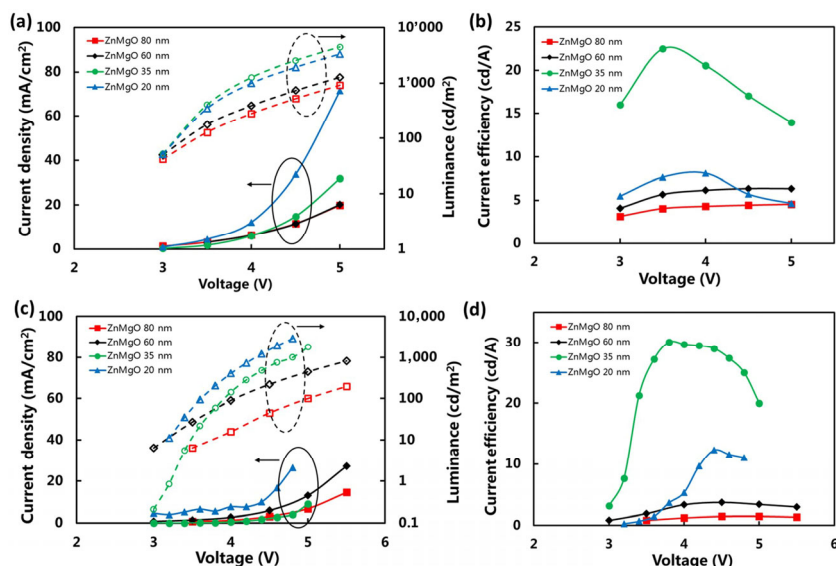 (a)
Current density (mA/cm²)
100
80
60
40
20
0
2
3
4
5
Voltage (V)
ZnMgO 80 nm
ZnMgO 60 nm
ZnMgO 35 nm
ZnMgO 20 nm
10'000
1'000
100
10
1
Luminance (cd/m²)
(b)
Current efficiency (cd/A)
25
20
15
10
5
0
2
3
4
5
Voltage (V)
ZnMgO 80 nm
ZnMgO 60 nm
ZnMgO 35 nm
ZnMgO 20 nm
(c)
Current density (mA/cm²)
100
80
60
40
20
0
2
3
4
5
6
Voltage (V)
ZnMgO 80 nm
ZnMgO 60 nm
ZnMgO 35 nm
ZnMgO 20 nm
10,000
1,000
100
10
1
0.1
Luminance (cd/m²)
(d)
Current efficiency (cd/A)
30
20
10
0
2
3
4
5
6
Voltage (V)
ZnMgO 80 nm
ZnMgO 60 nm
ZnMgO 35 nm
ZnMgO 20 nm